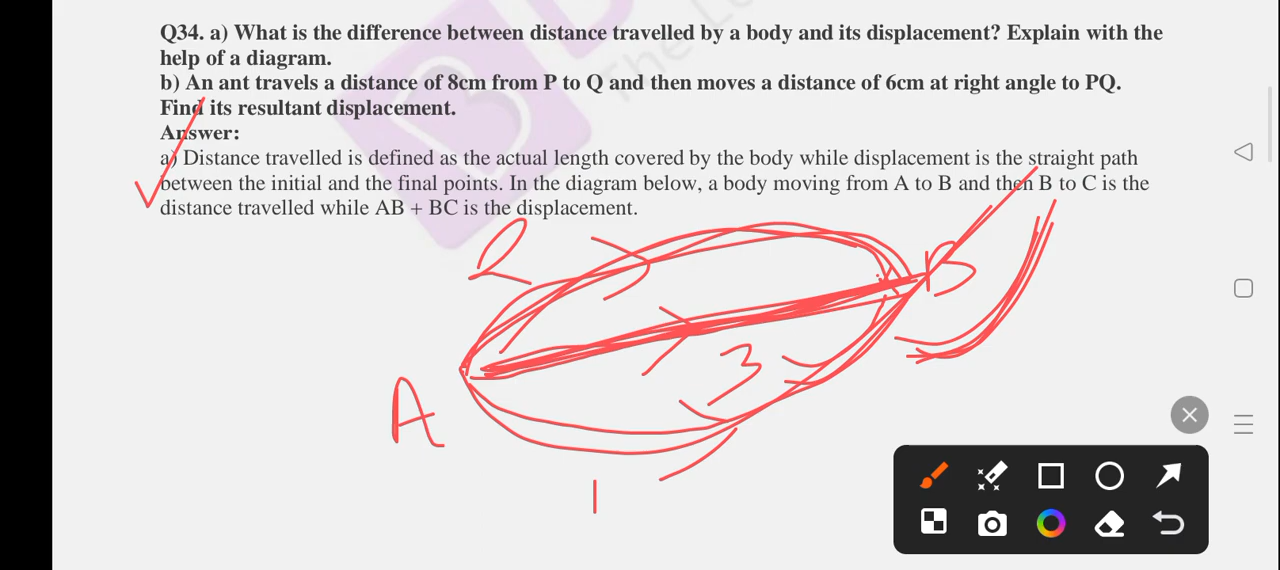 Q34. a) What is the difference between distance travelled by a body and its displacement? Explain with the
help of a diagram.
b) An ant travels a distance of 8cm from P to Q and then moves a distance of 6cm at right angle to PQ.
Find its resultant displacement.
Answer:
a) Distance travelled is defined as the actual length covered by the body while displacement is the straight path
between the initial and the final points. In the diagram below, a body moving from A to B and then B to C is the
distance travelled while AB + BC is the displacement.
2
B
3
A
1